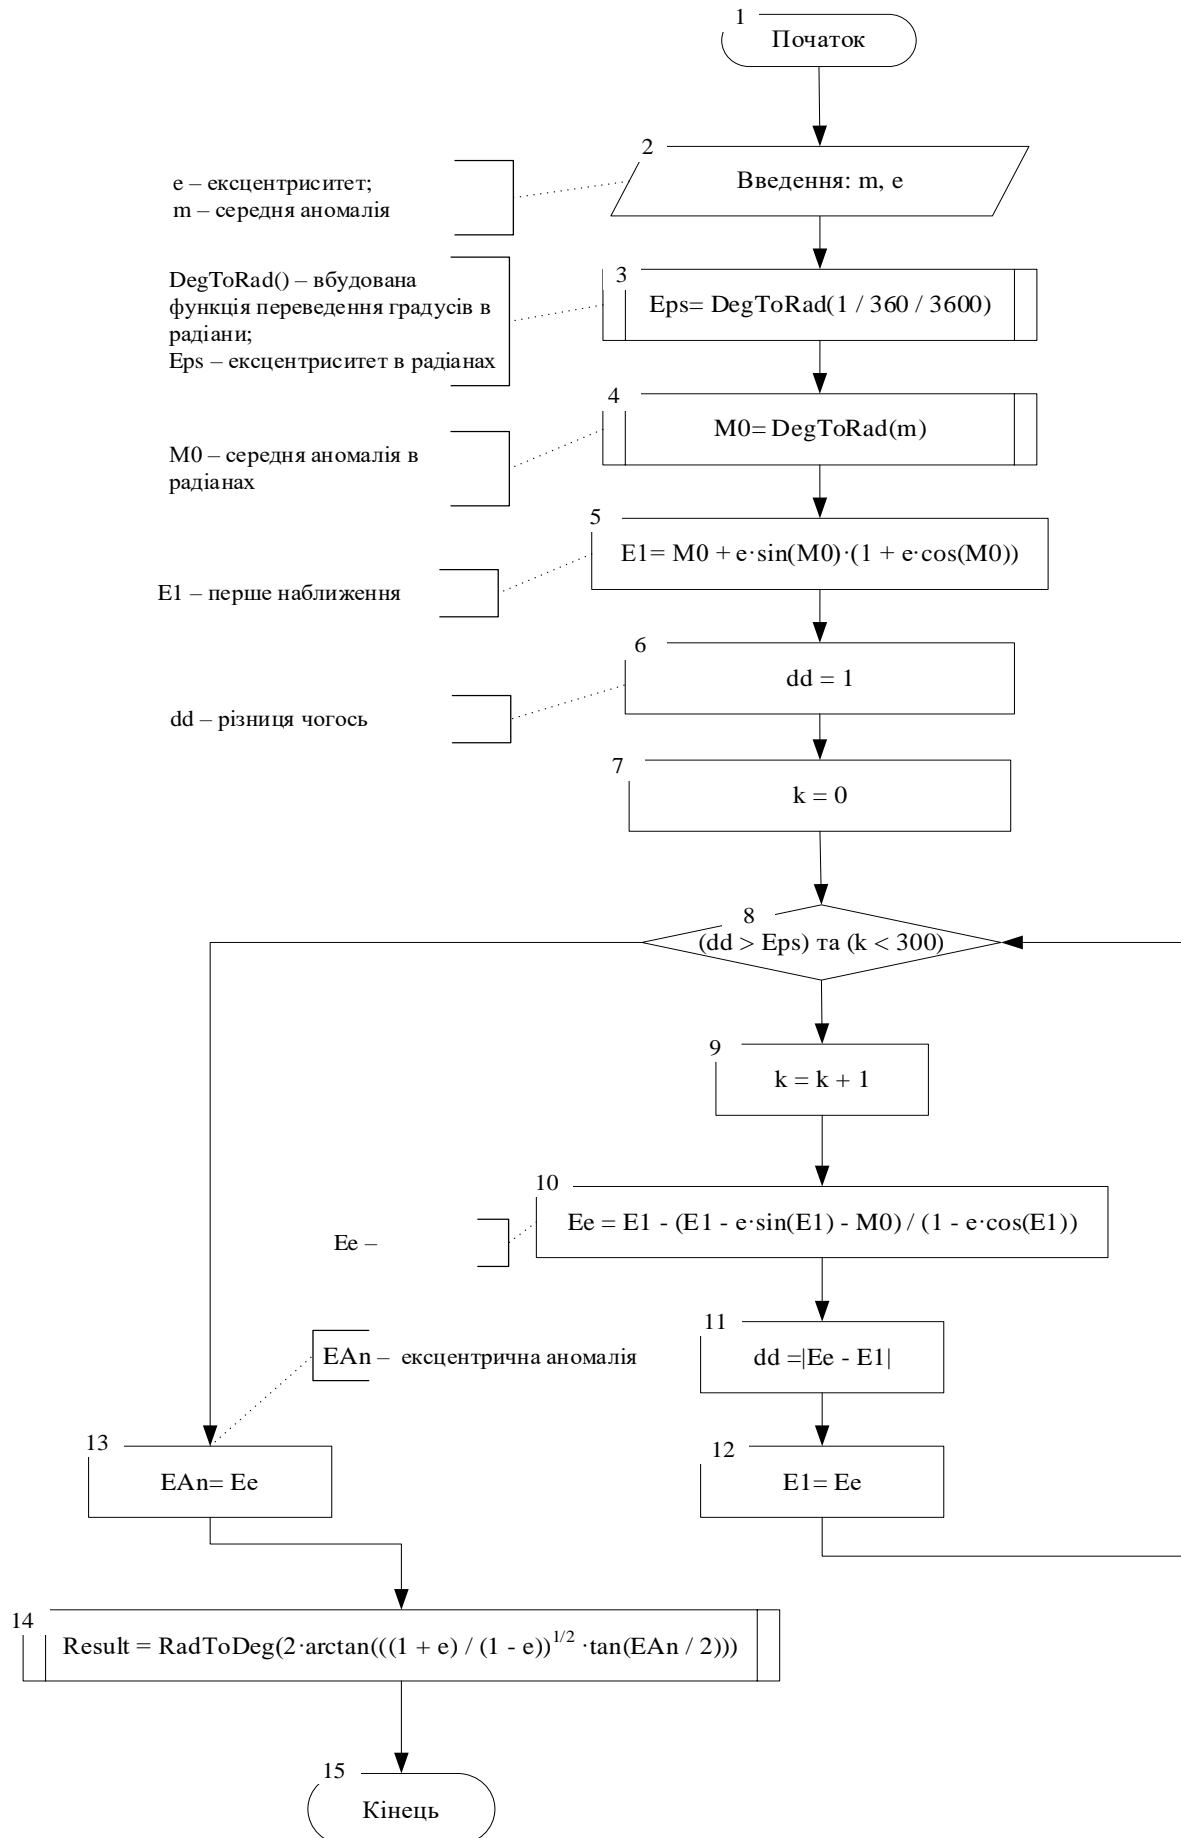 1
Початок
2
Введення: m, e
e – ексцентриситет;
m – середня аномалія
3
Eps= DegToRad(1 / 360 / 3600)
DegToRad() – вбудована
функція переведення градусів в
радіани;
Eps – ексцентриситет в радіанах
4
M0= DegToRad(m)
M0 – середня аномалія в
радіанах
5
E1= M0 + e·sin(M0)·(1 + e·cos(M0))
E1 – перше наближення
6
dd = 1
dd – різниця чогось
7
k = 0
8
(dd > Eps) та (k < 300)
9
k = k + 1
10
Ee = E1 - (E1 - e·sin(E1) - M0) / (1 - e·cos(E1))
Ee –
11
dd =|Ee - E1|
EAn – ексцентрична аномалія
12
E1= Ee
13
EAn= Ee
14
Result = RadToDeg(2·arctan(((1 + e) / (1 - e))^1/2 ·tan(EAn / 2)))
15
Кінець